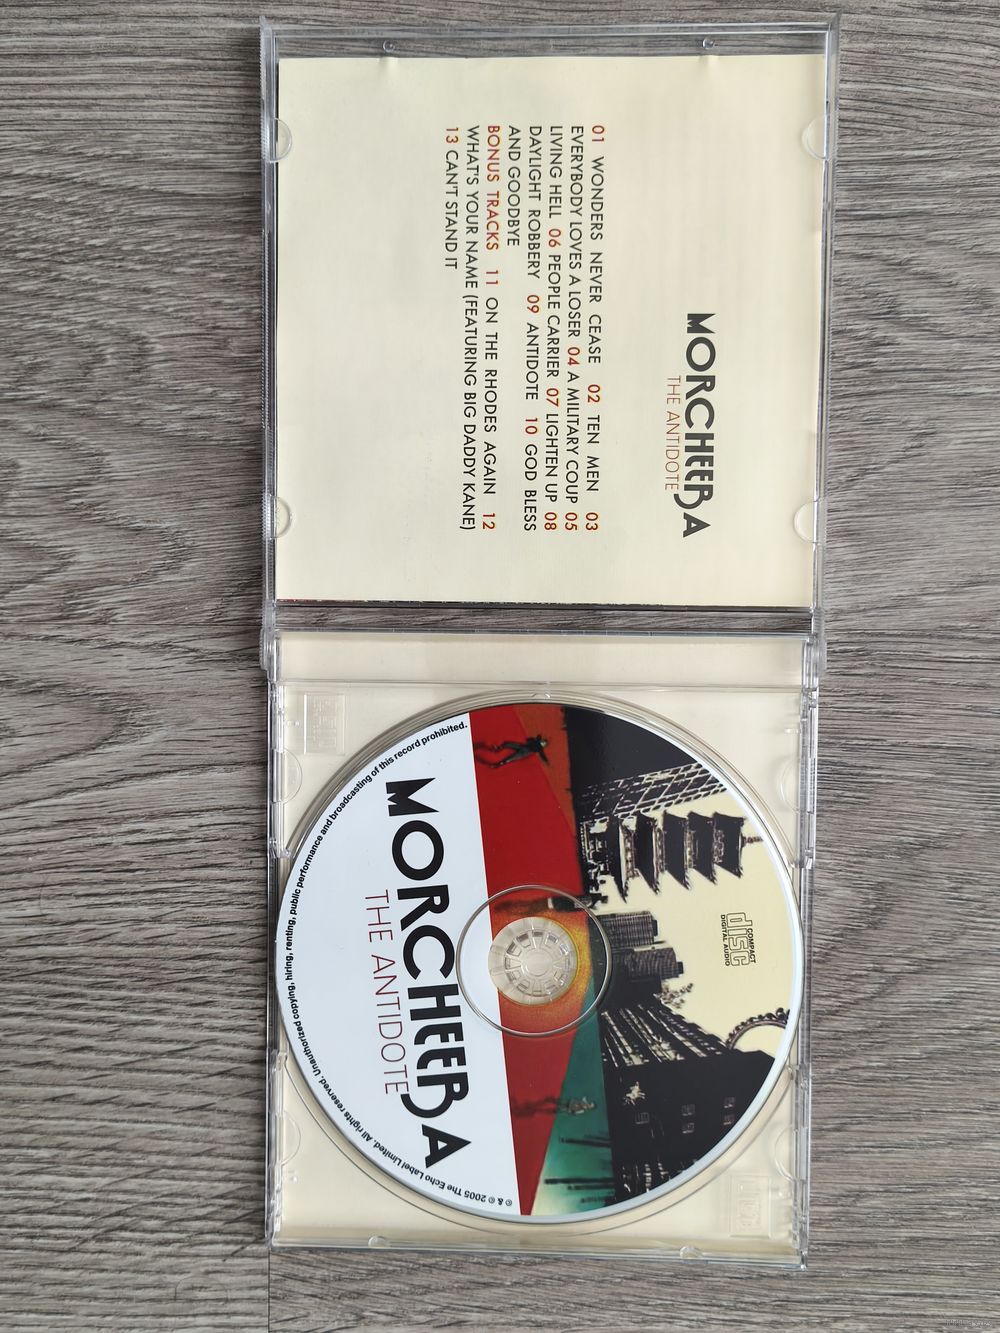 MORCHEEBA
THE ANTIDOTE
01 WONDERS NEVER CEASE 02 TEN MEN 03
EVERYBODY LOVES A LOSER 04 A MILITARY COUP 05
LIVING HELL 06 PEOPLE CARRIER 07 LIGHTEN UP 08
DAYLIGHT ROBBERY 09 ANTIDOTE 10 GOD BLESS
AND GOODBYE
BONUS TRACKS 11 ON THE RHODES AGAIN 12
WHAT'S YOUR NAME (FEATURING BIG DADDY KANE)
13 CAN'T STAND IT
COMPACT
disc
DIGITAL AUDIO
MORCHEEBA
THE ANTIDOTE
℗ & © 2005 The Echo Label Limited. All rights reserved. Unauthorized copying, hiring, renting, public performance and broadcasting of this record prohibited.